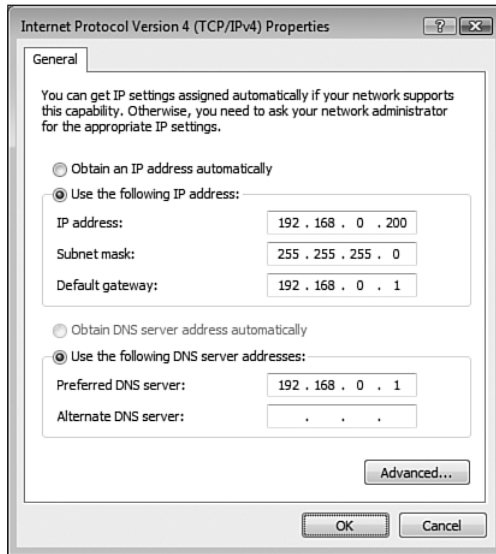 Internet Protocol Version 4 (TCP/IPv4) Properties
General
You can get IP settings assigned automatically if your network supports
this capability. Otherwise, you need to ask your network administrator
for the appropriate IP settings.
Obtain an IP address automatically
Use the following IP address:
IP address: 192 . 168 . 0 . 200
Subnet mask: 255 . 255 . 255 . 0
Default gateway: 192 . 168 . 0 . 1
Obtain DNS server address automatically
Use the following DNS server addresses:
Preferred DNS server: 192 . 168 . 0 . 1
Alternate DNS server: . . .
Advanced...
OK Cancel